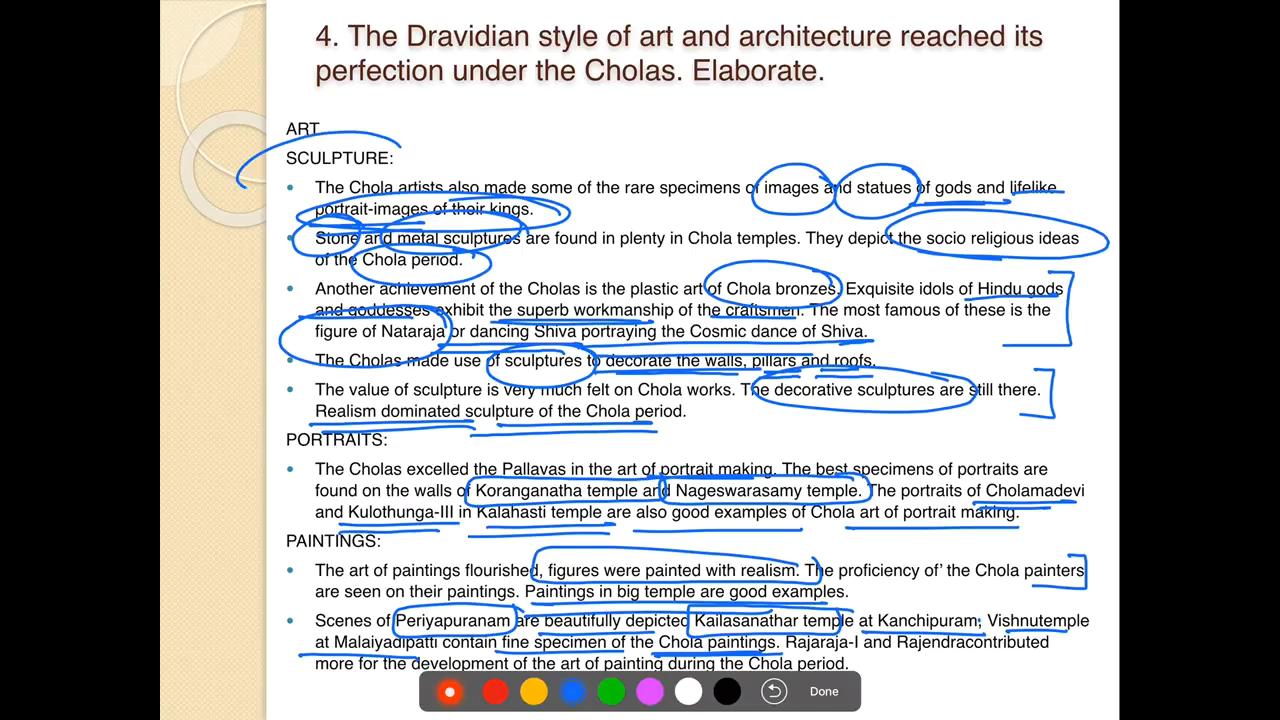 4. The Dravidian style of art and architecture reached its
perfection under the Cholas. Elaborate.
ART
SCULPTURE:
• The Chola artists also made some of the rare specimens of images and statues of gods and lifelike
portrait-images of their kings.
• Stone and metal sculptures are found in plenty in Chola temples. They depict the socio religious ideas
of the Chola period.
• Another achievement of the Cholas is the plastic art of Chola bronzes. Exquisite idols of Hindu gods
and goddesses exhibit the superb workmanship of the craftsmen. The most famous of these is the
figure of Nataraja or dancing Shiva portraying the Cosmic dance of Shiva.
• The Cholas made use of sculptures to decorate the walls, pillars and roofs.
• The value of sculpture is very much felt on Chola works. The decorative sculptures are still there.
Realism dominated sculpture of the Chola period.
PORTRAITS:
• The Cholas excelled the Pallavas in the art of portrait making. The best specimens of portraits are
found on the walls of Koranganatha temple and Nageswarasamy temple. The portraits of Cholamadevi
and Kulothunga-III in Kalahasti temple are also good examples of Chola art of portrait making.
PAINTINGS:
• The art of paintings flourished, figures were painted with realism. The proficiency of' the Chola painters
are seen on their paintings. Paintings in big temple are good examples.
• Scenes of Periyapuranam are beautifully depicted Kailasanathar temple at Kanchipuram, Vishnutemple
at Malaiyadipatti contain fine specimen of the Chola paintings. Rajaraja-I and Rajendracontributed
more for the development of the art of painting during the Chola period.
Done